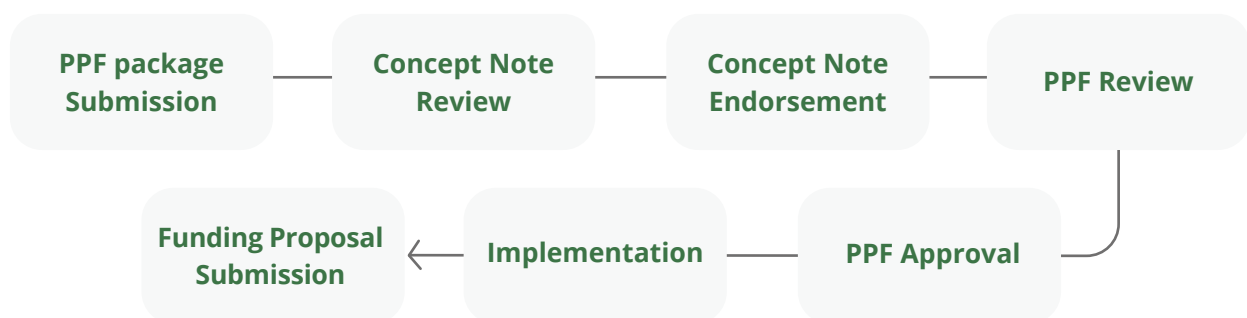 PPF package
Submission
Concept Note
Review
Concept Note
Endorsement
PPF Review
PPF Approval
Implementation
Funding Proposal
Submission